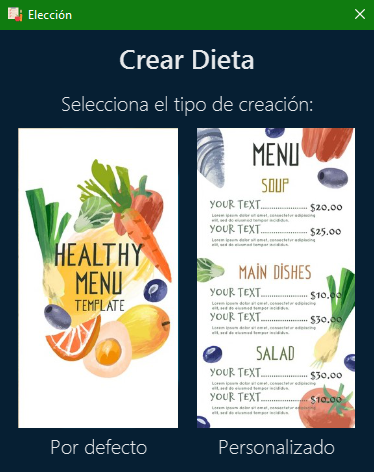 Elección
Crear Dieta
Selecciona el tipo de creación:
HEALTHY
MENU
TEMPLATE
MENU
SOUP
YOUR TEXT........................ $20.00
Lorem ipsum dolor sit amet, consectetur adipiscing
elit, sed do eiusmod tempor incididus.
YOUR TEXT........................ $25.00
Lorem ipsum dolor sit amet, consectetur adipiscing
elit, sed do eiusmod tempor incididus.
MAIN DISHES
YOUR TEXT........................ $10.00
Lorem ipsum dolor sit amet, consectetur adipiscing
elit, sed do eiusmod tempor incididus.
YOUR TEXT........................ $30.00
Lorem ipsum dolor sit amet, consectetur adipiscing
elit, sed do eiusmod tempor incididus.
SALAD
YOUR TEXT........................ $30.00
Lorem ipsum dolor sit amet, consectetur adipiscing
elit, sed do eiusmod tempor incididus.
YOUR TEXT........................ $10.00
Lorem ipsum dolor sit amet, consectetur adipiscing
elit, sed do eiusmod tempor incididus.
Por defecto
Personalizado